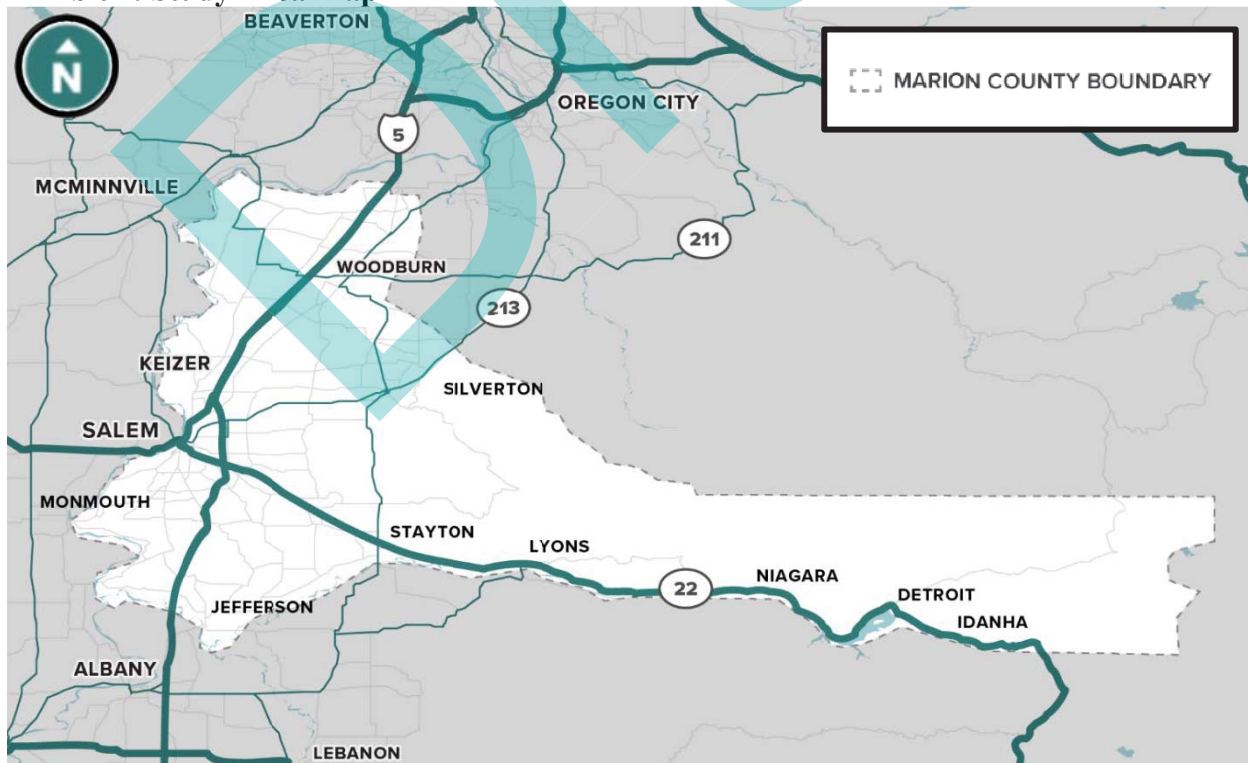 BEAVERTON
N
MARION COUNTY BOUNDARY
OREGON CITY
5
MCMINNVILLE
211
WOODBURN
213
KEIZER
SILVERTON
SALEM
MONMOUTH
STAYTON
LYONS
NIAGARA
22
DETROIT
JEFFERSON
IDANHA
ALBANY
LEBANON